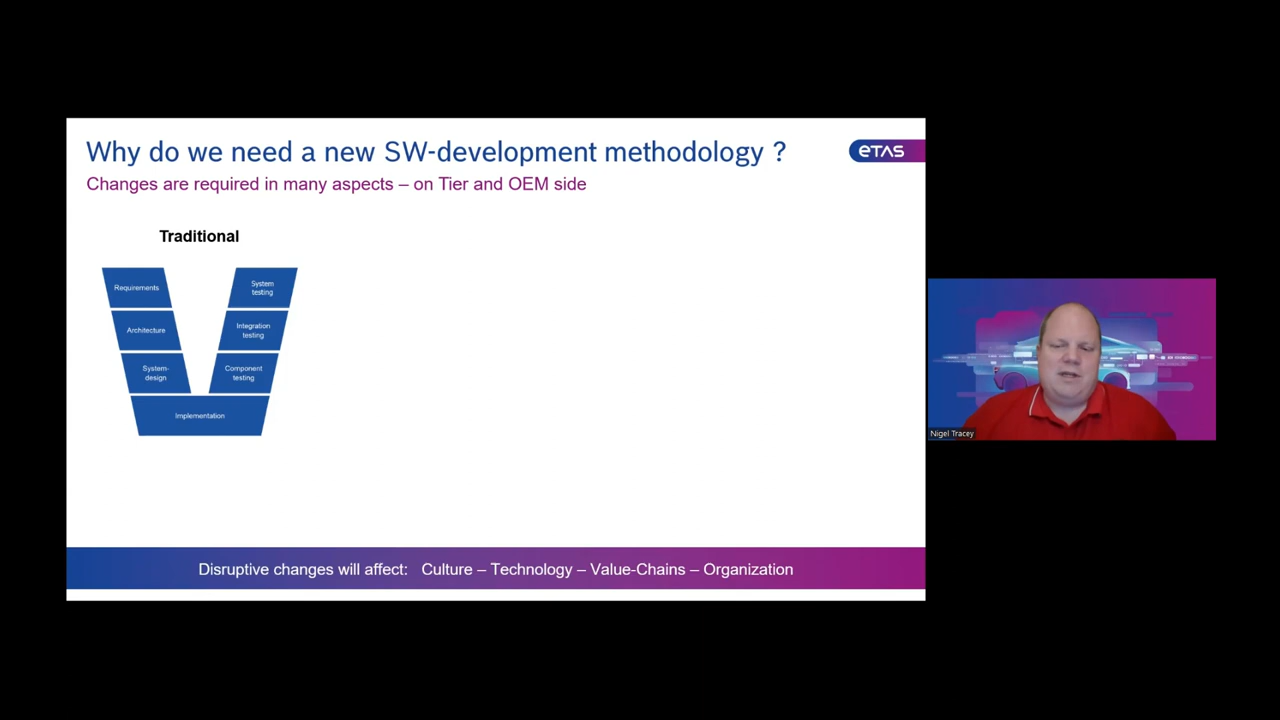 Why do we need a new SW-development methodology ?
eTAS
Changes are required in many aspects – on Tier and OEM side
Traditional
Requirements
System
testing
Architecture
Integration
testing
System-
design
Component
testing
Implementation
Nigel Tracey
Disruptive changes will affect: Culture – Technology – Value-Chains – Organization